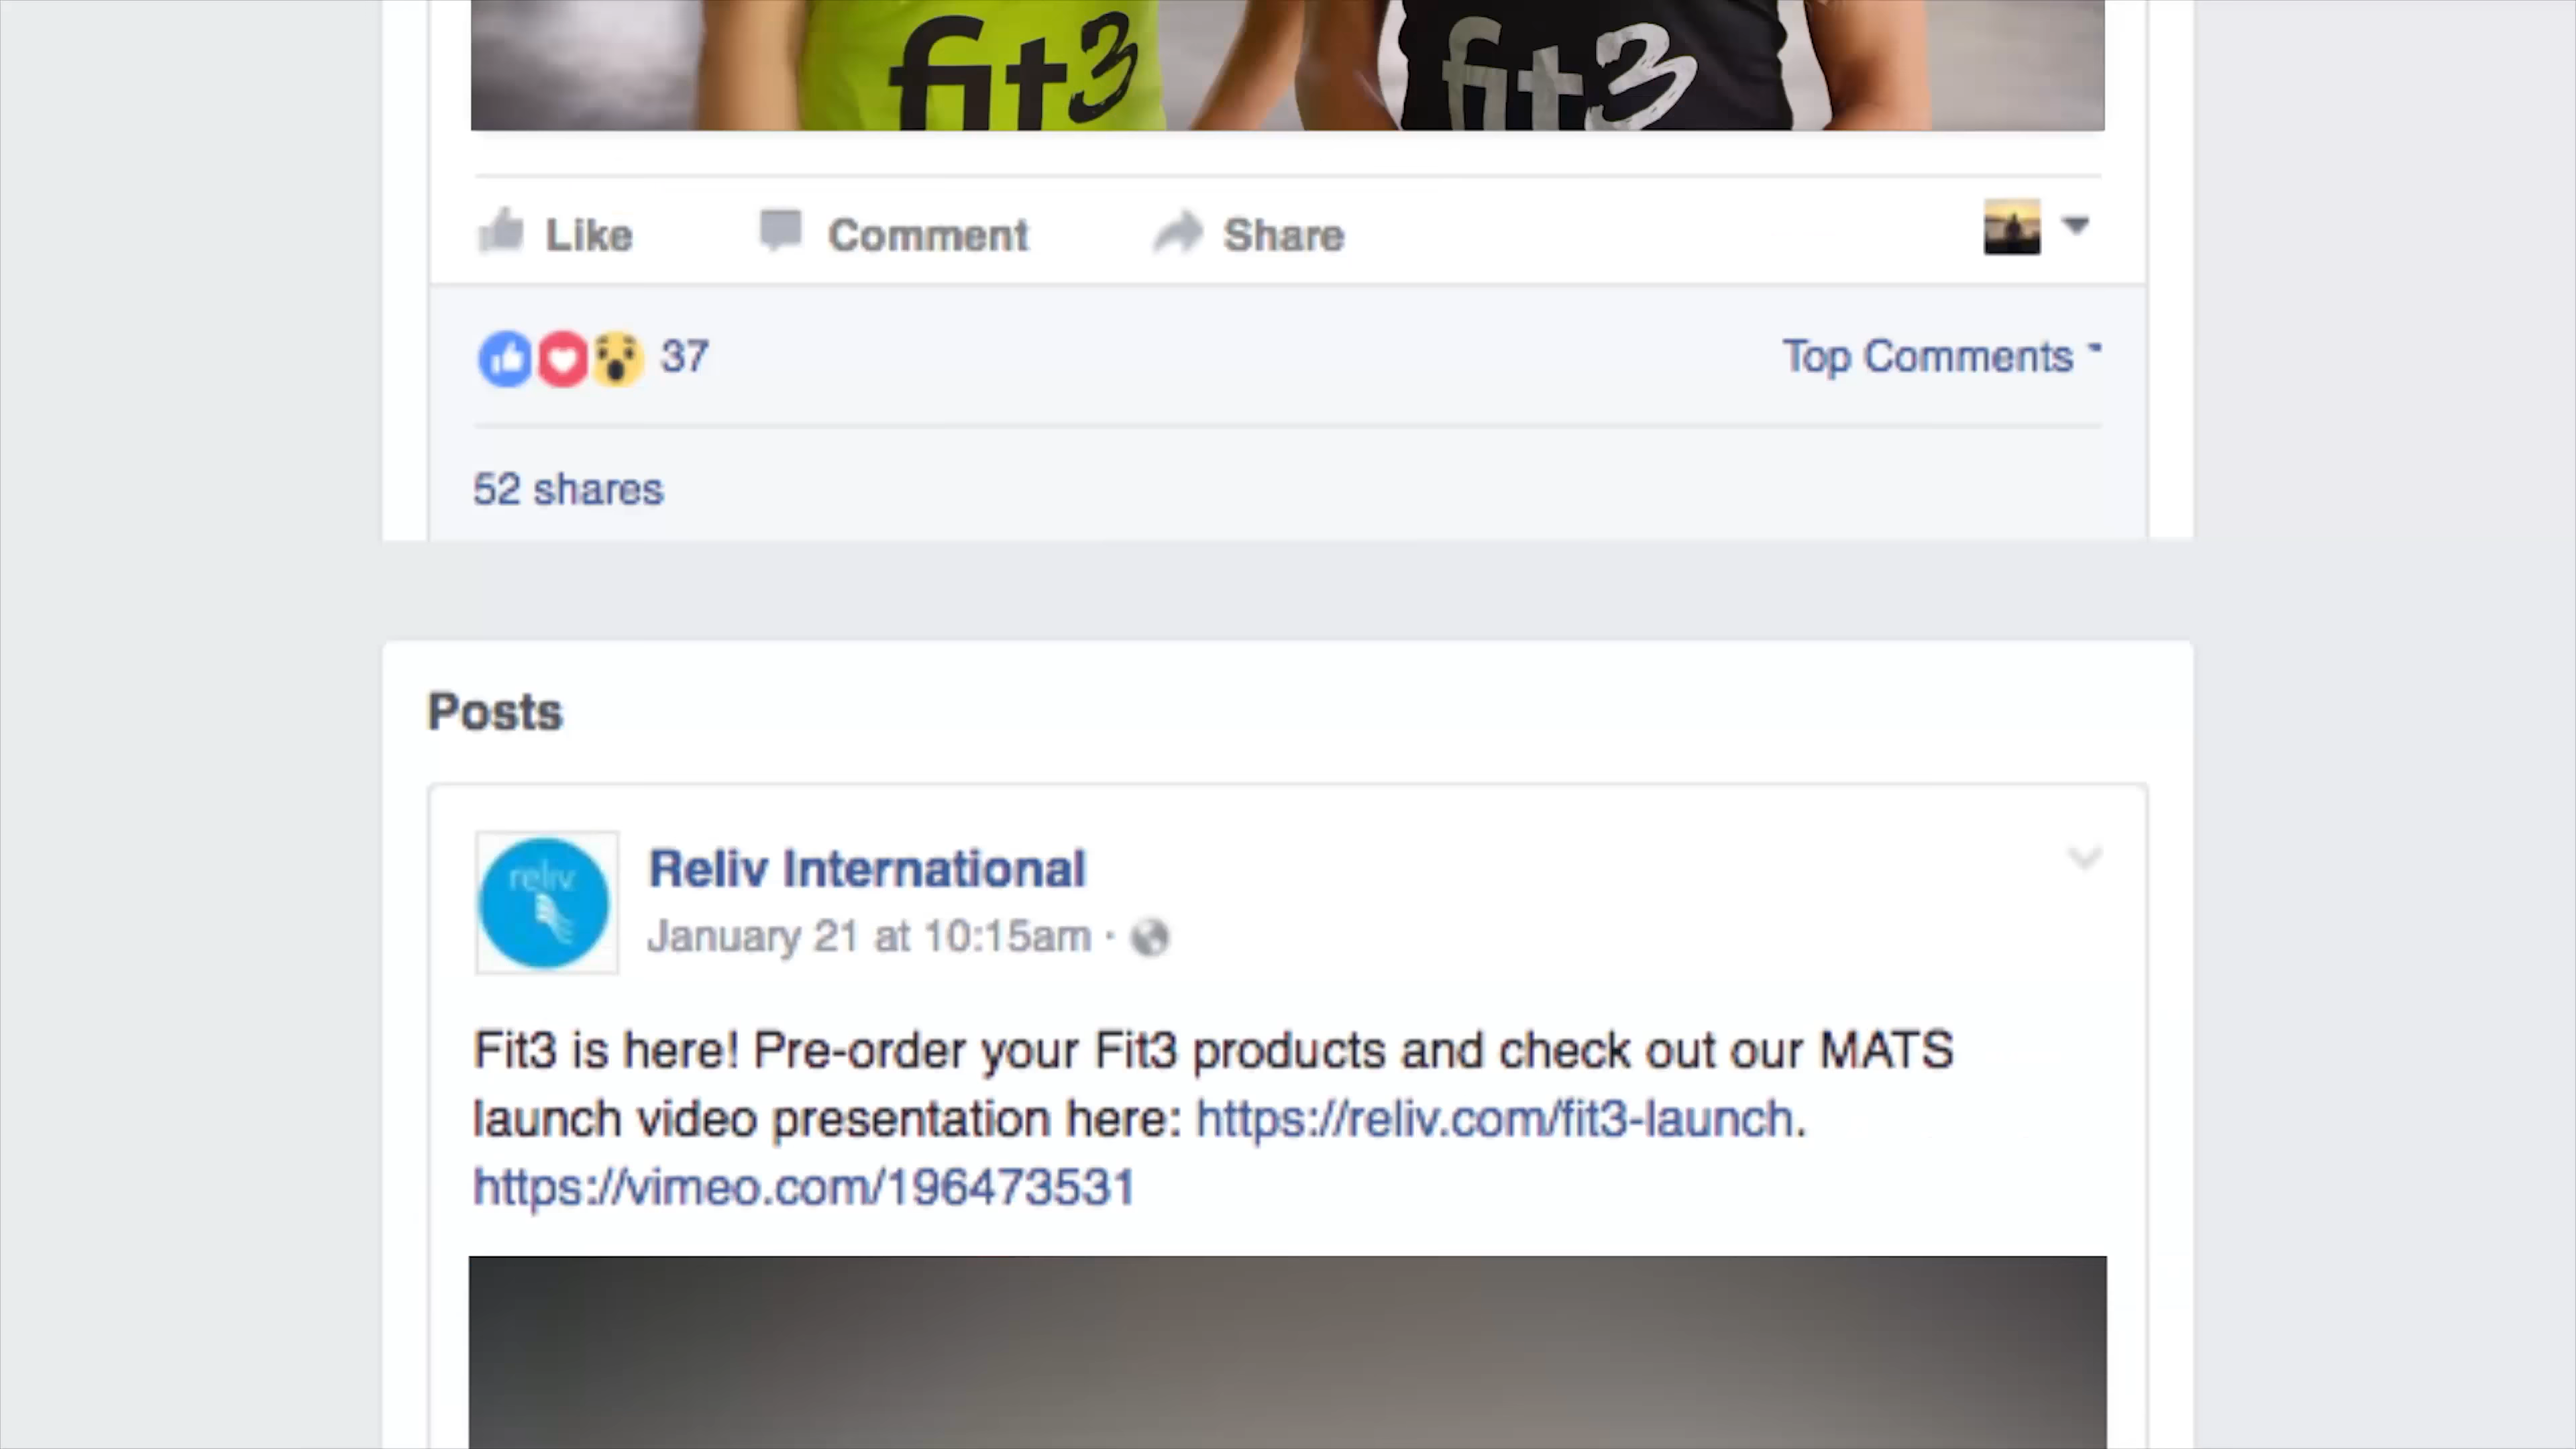 fit3 fit3
Like Comment Share
37 Top Comments
52 shares
Posts
reliv
Reliv International
January 21 at 10:15am ·
Fit3 is here! Pre-order your Fit3 products and check out our MATS
launch video presentation here: https://reliv.com/fit3-launch.
https://vimeo.com/196473531